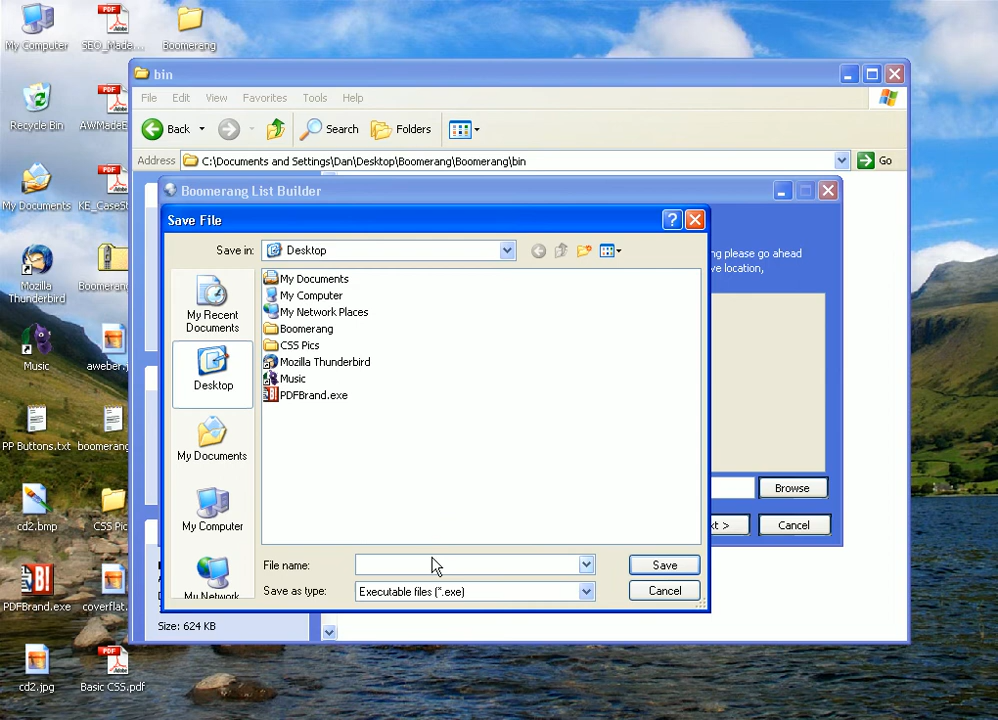 My Computer
SEO_Made...
Boomerang
Recycle Bin
AWMadeE
My Documents
KE_CaseSt
Mozilla
Thunderbird
Boomeran
Music
aweber.j
PP Buttons.txt
boomerang
cd2.bmp
CSS Pic
PDFBrand.exe
coverflat.
cd2.jpg
Basic CSS.pdf
bin
File Edit View Favorites Tools Help
Back Search Folders
Address C:\Documents and Settings\Dan\Desktop\Boomerang\Boomerang\bin Go
Boomerang List Builder
ng please go ahead
ve location,
Browse
xt > Cancel
Size: 624 KB
Save File
Save in: Desktop
My Recent
Documents
Desktop
My Documents
My Computer
My Network
My Documents
My Computer
My Network Places
Boomerang
CSS Pics
Mozilla Thunderbird
Music
PDFBrand.exe
File name: Save
Save as type: Executable files (*.exe) Cancel